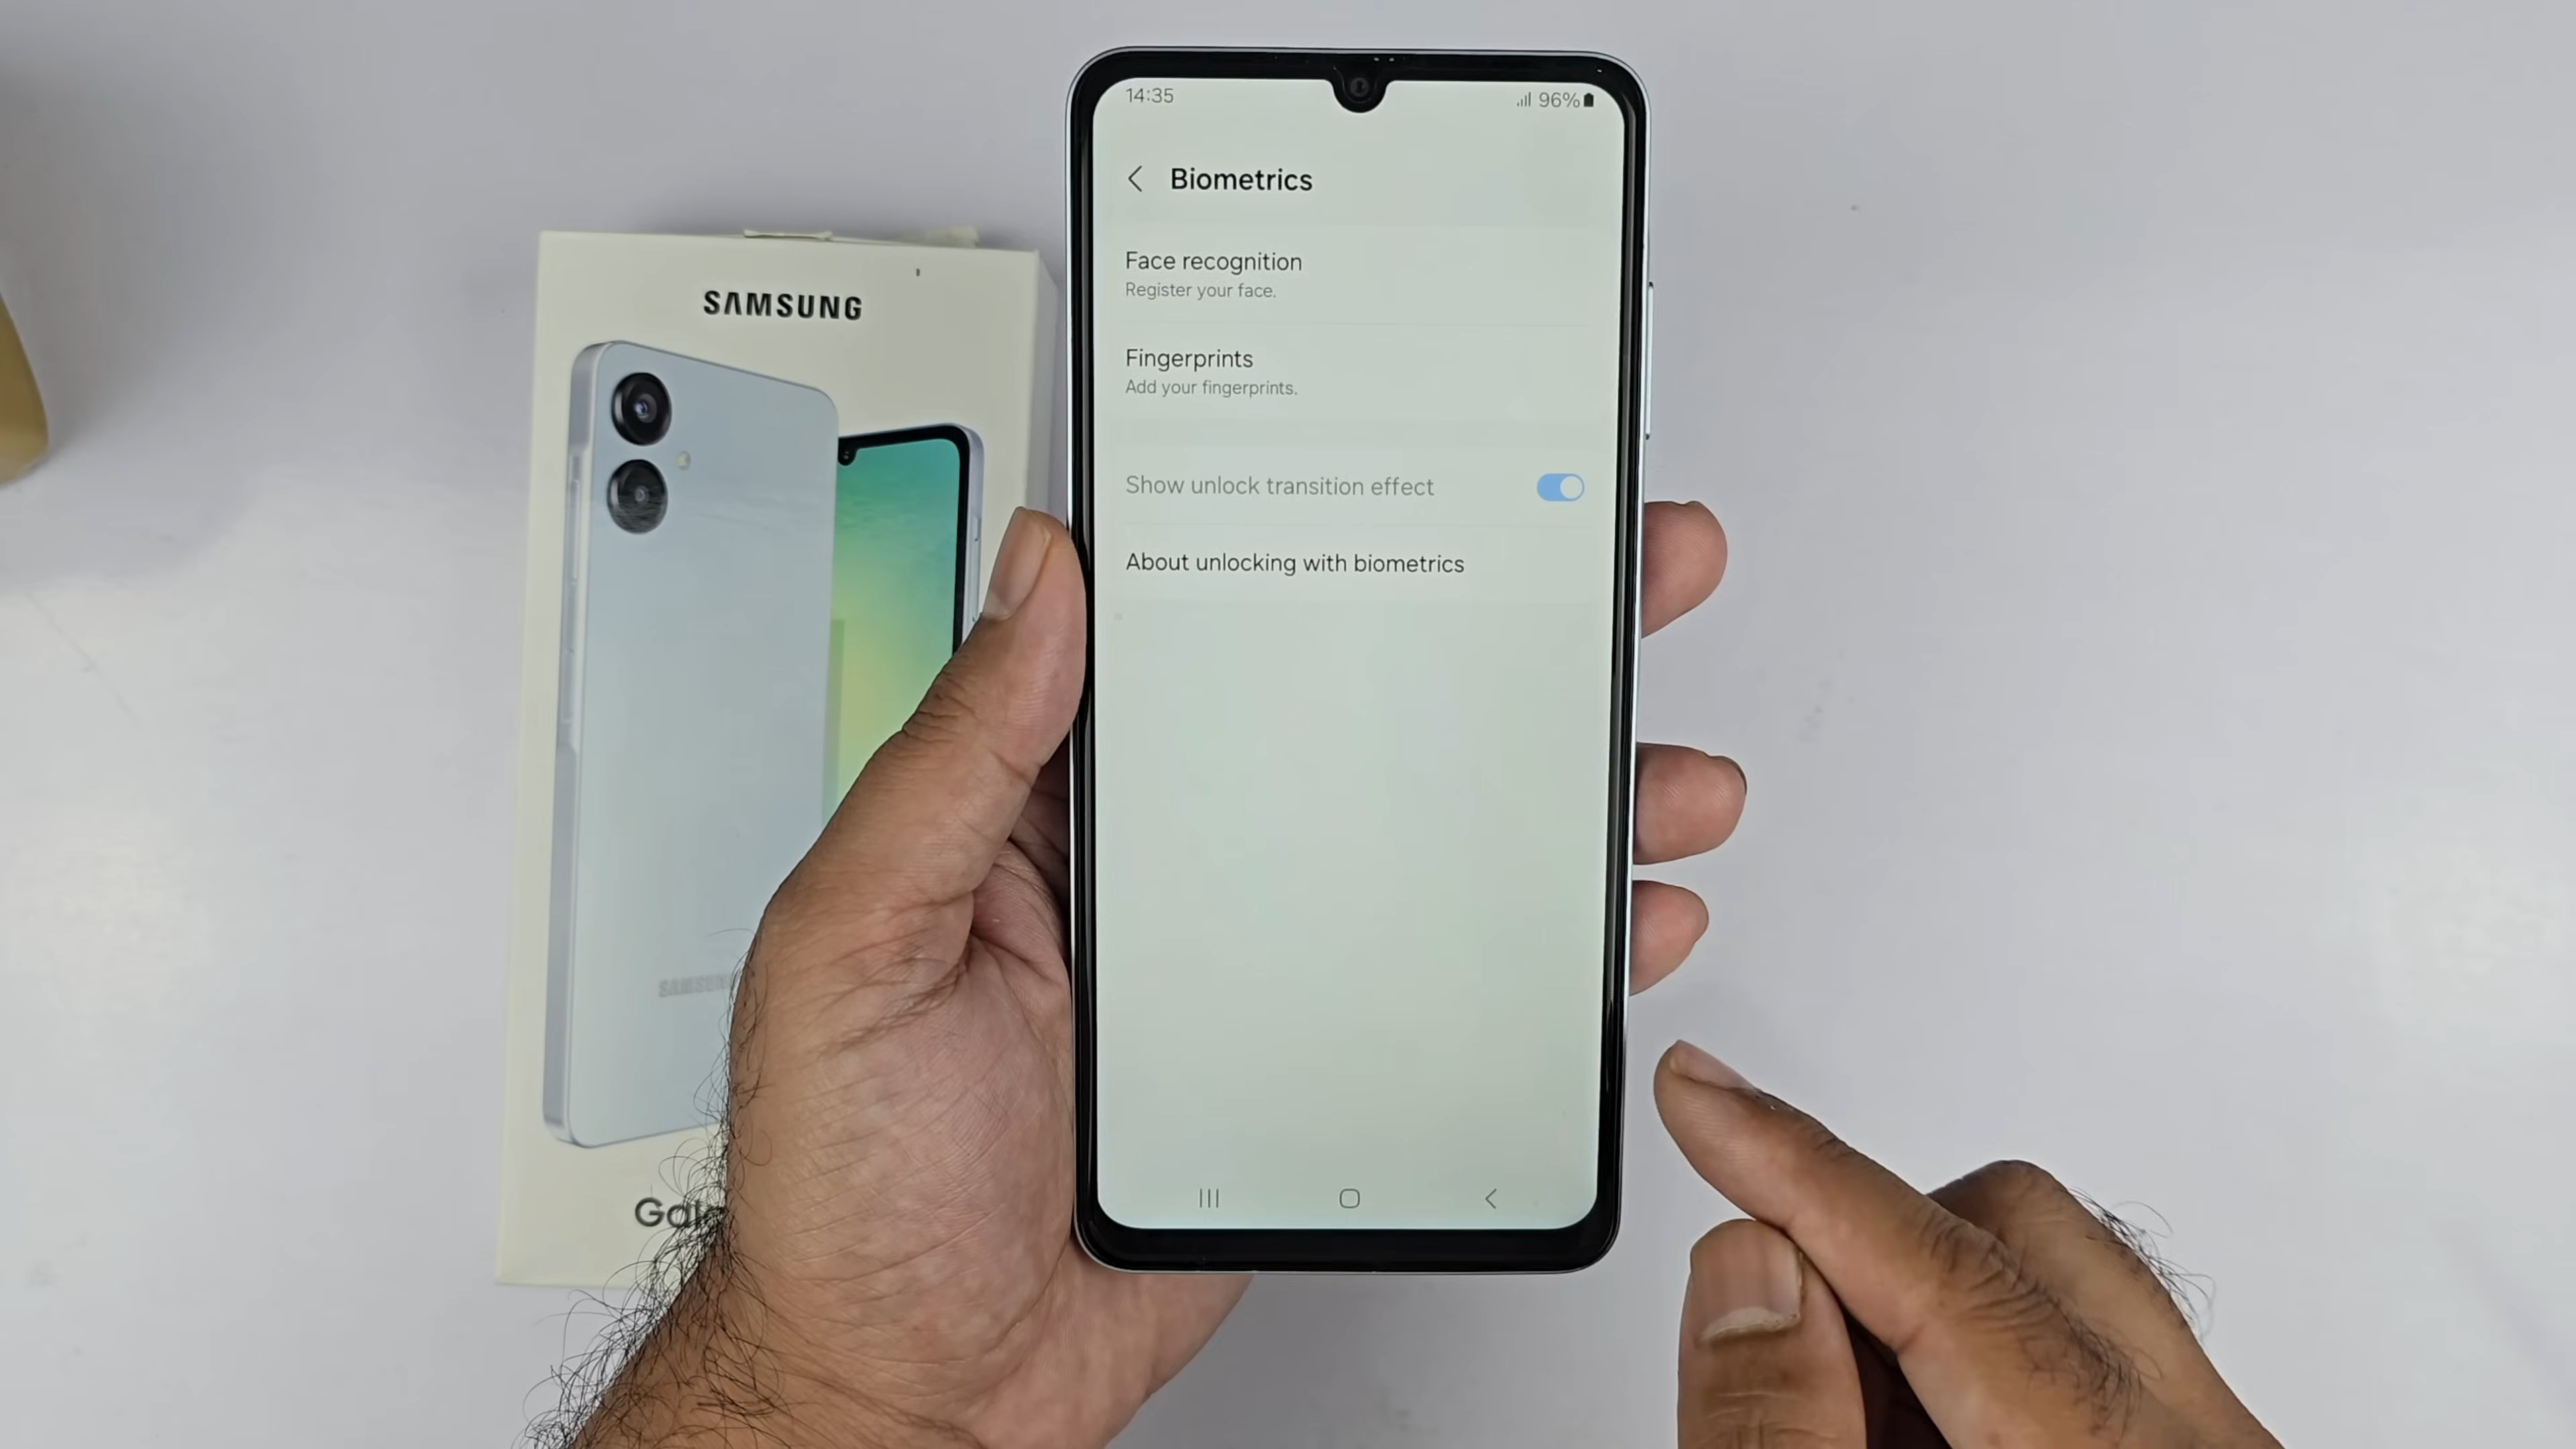 14:35
96%
Biometrics
Face recognition
Register your face.
Fingerprints
Add your fingerprints.
Show unlock transition effect
About unlocking with biometrics
SAMSUNG
SAMSUNG